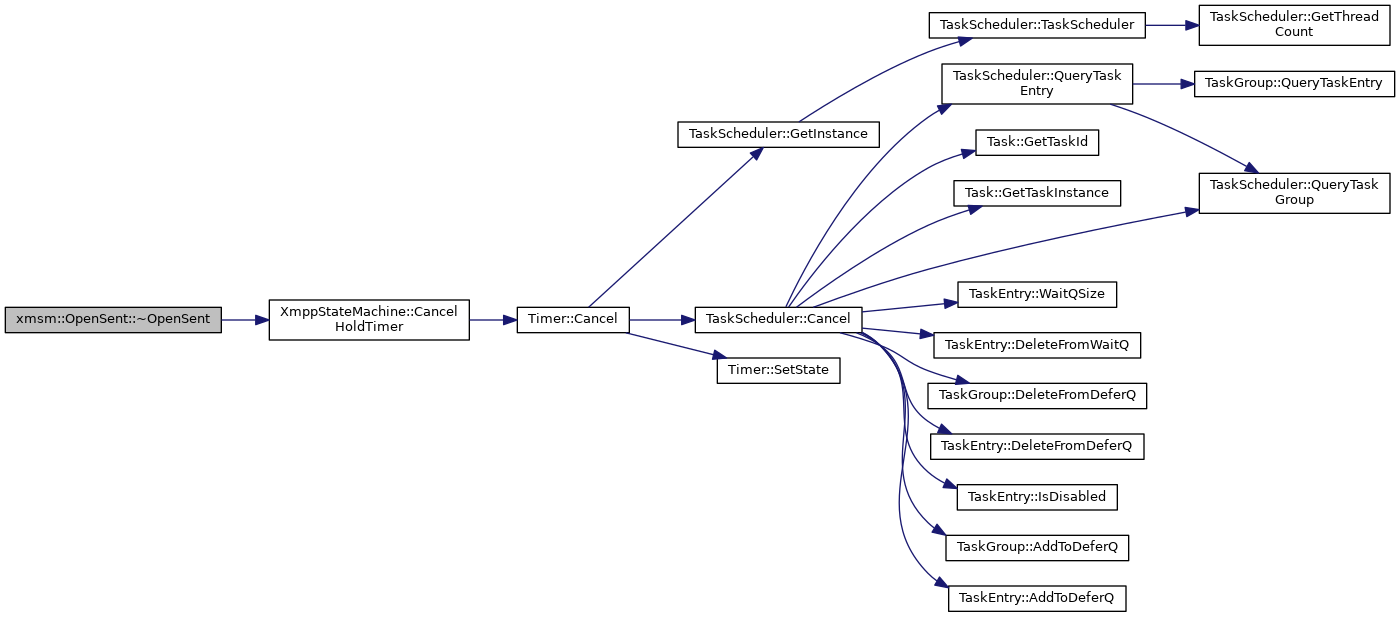 TaskScheduler::TaskScheduler
TaskScheduler::GetThread
Count
TaskScheduler::QueryTask
Entry
TaskGroup::QueryTaskEntry
TaskScheduler::GetInstance
Task::GetTaskId
Task::GetTaskInstance
TaskScheduler::QueryTask
Group
TaskEntry::WaitQSize
xmsm::OpenSent::~OpenSent
XmppStateMachine::Cancel
HoldTimer
Timer::Cancel
TaskScheduler::Cancel
TaskEntry::DeleteFromWaitQ
Timer::SetState
TaskGroup::DeleteFromDeferQ
TaskEntry::DeleteFromDeferQ
TaskEntry::IsDisabled
TaskGroup::AddToDeferQ
TaskEntry::AddToDeferQ